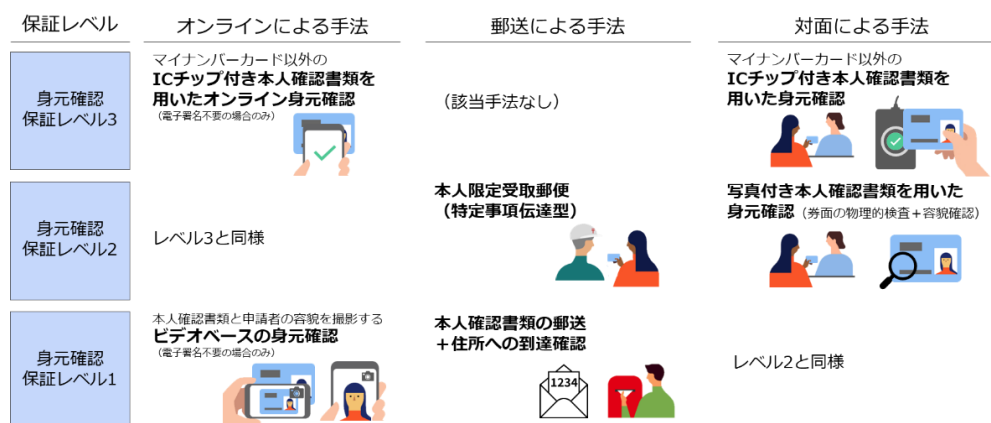 保証レベル
オンラインによる手法
郵送による手法
対面による手法
身元確認
保証レベル3
マイナンバーカード以外の
ICチップ付き本人確認書類を
用いたオンライン身元確認
(電子署名不要の場合のみ)
（該当手法なし）
マイナンバーカード以外の
ICチップ付き本人確認書類を
用いた身元確認
身元確認
保証レベル2
レベル3と同様
本人限定受取郵便
（特定事項伝達型）
写真付き本人確認書類を用いた
身元確認（券面の物理的検査＋容貌確認）
身元確認
保証レベル1
本人確認書類と申請者の容貌を撮影する
ビデオベースの身元確認
(電子署名不要の場合のみ)
本人確認書類の郵送
＋住所への到達確認
1234
レベル2と同様